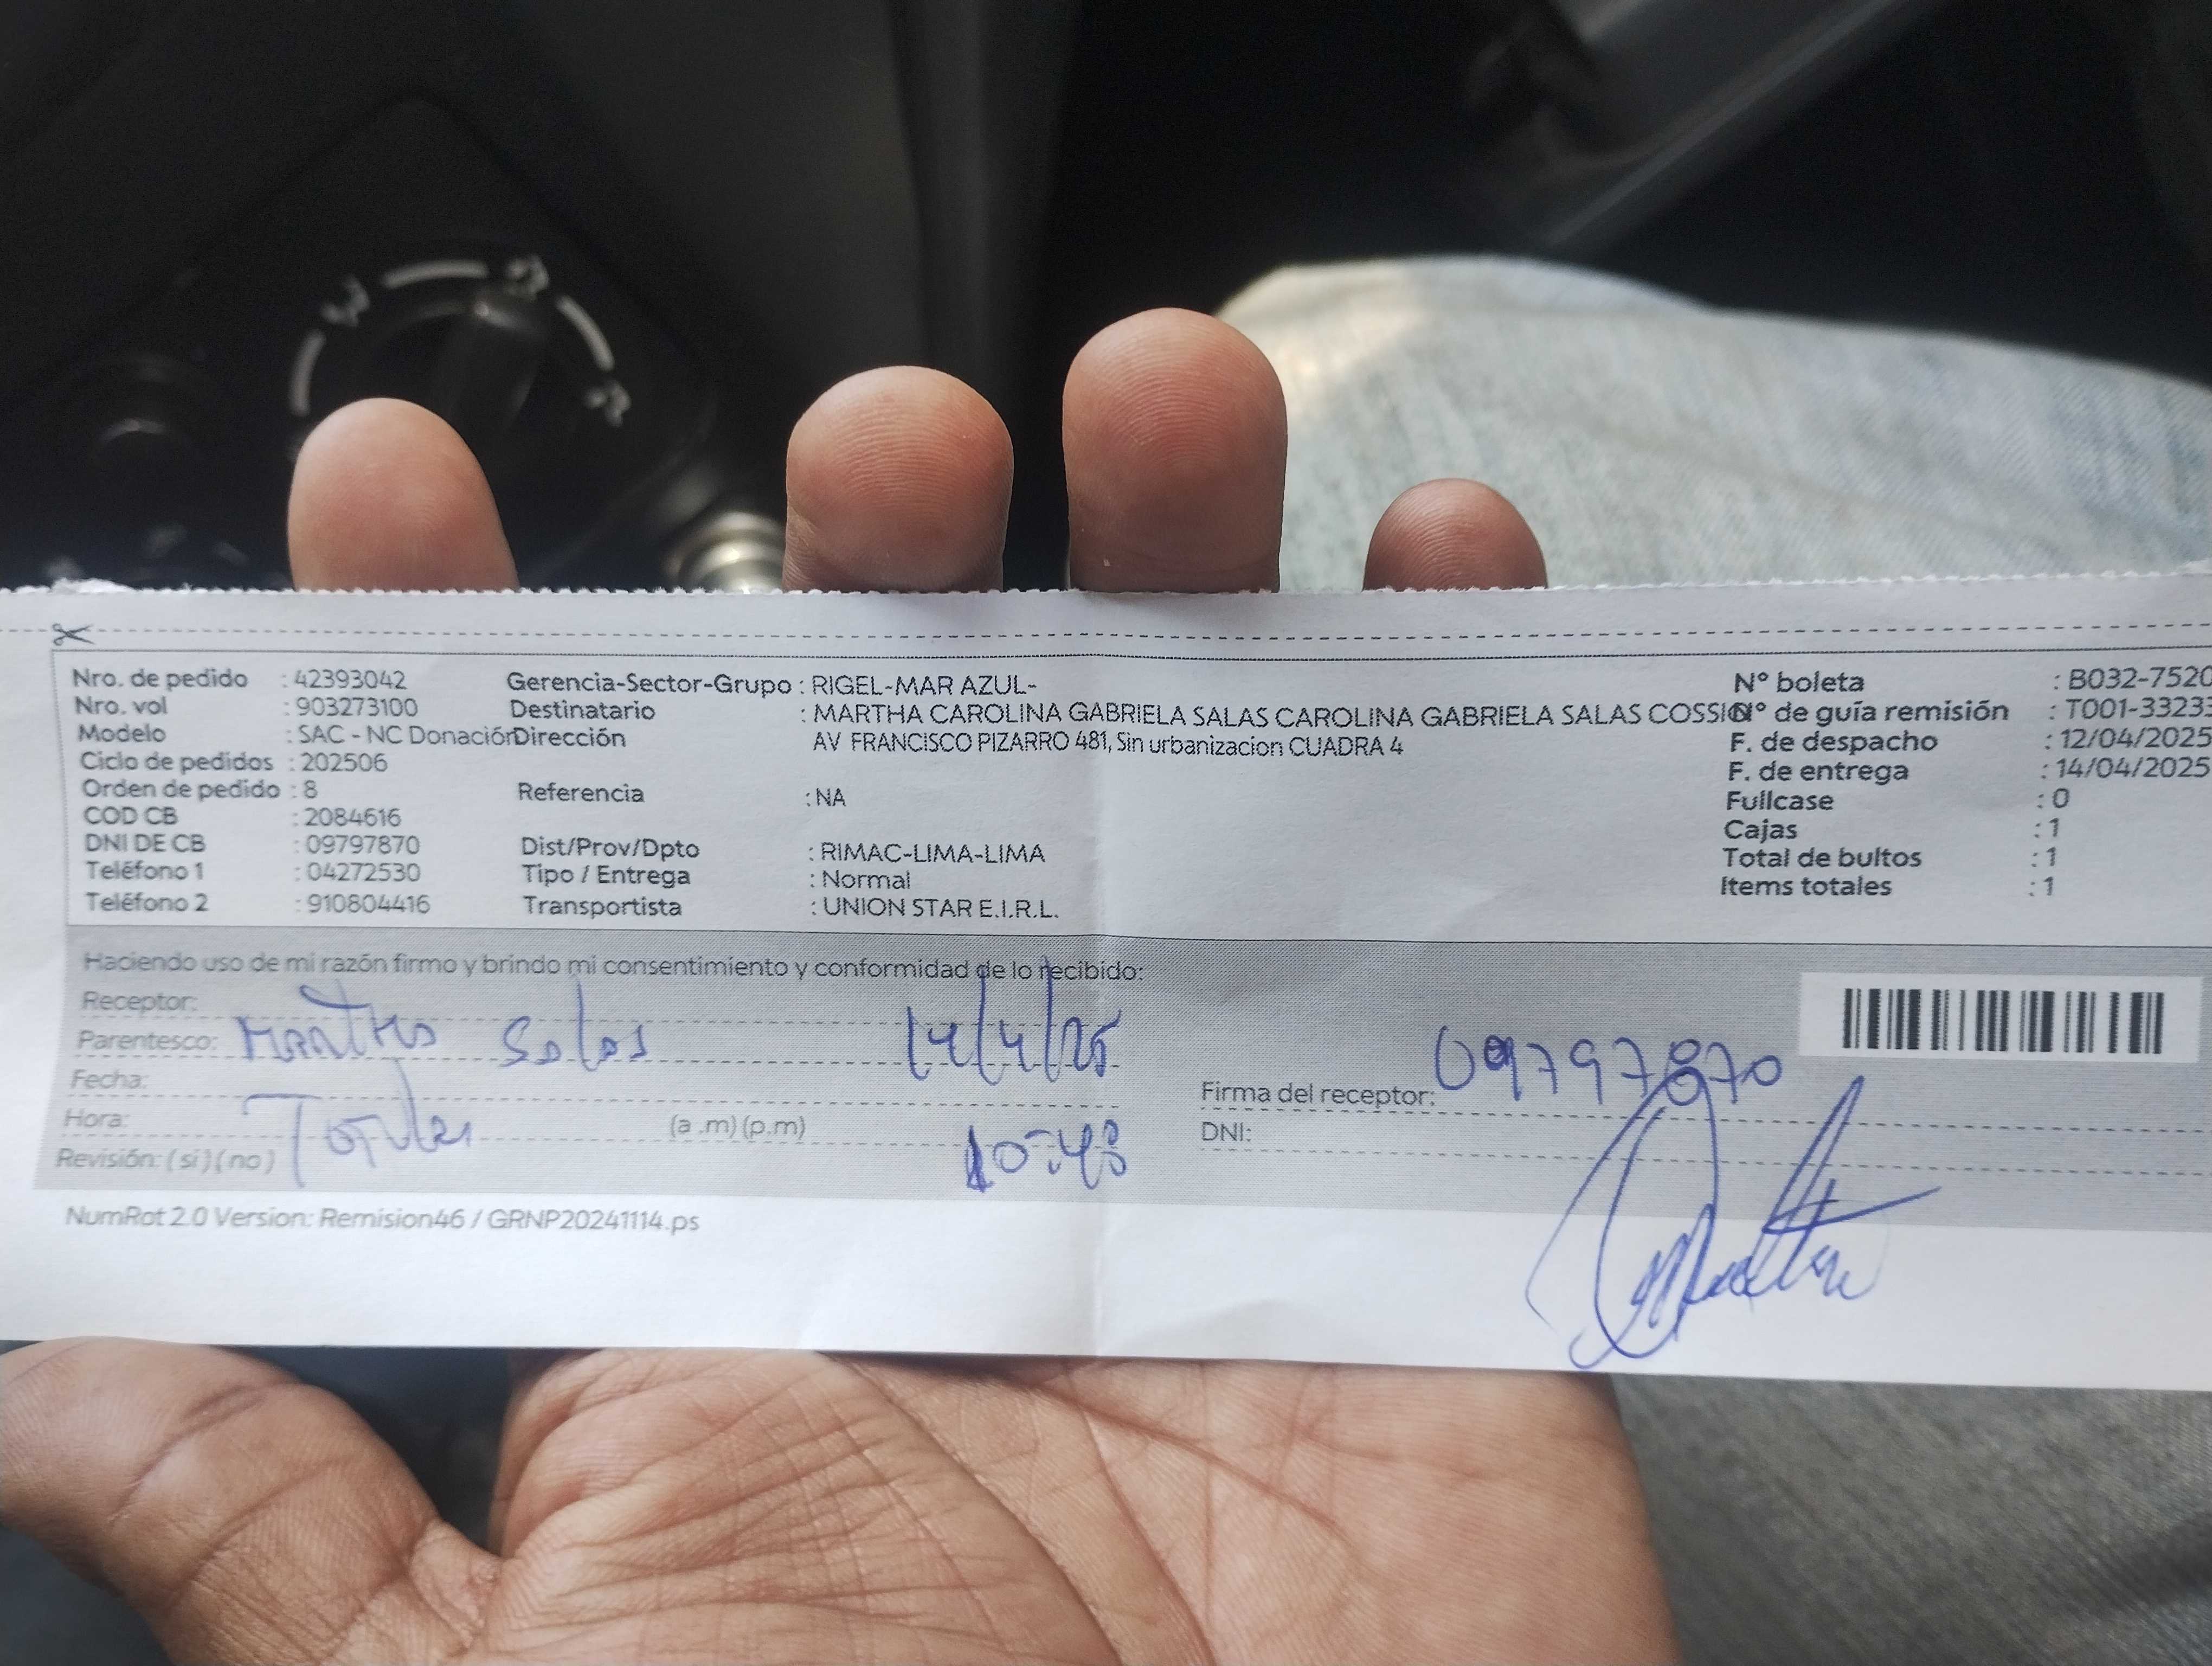 Nro. de pedido : 42393042 Gerencia-Sector-Grupo : RIGEL-MAR AZUL- Nº boleta : B032-7520
Nro. vol : 903273100 Destinatario : MARTHA CAROLINA GABRIELA SALAS CAROLINA GABRIELA SALAS COSSIO Nº de guía remisión : T001-33233
Modelo : SAC - NC Donación Dirección AV FRANCISCO PIZARRO 481, Sin urbanizacion CUADRA 4 F. de despacho : 12/04/2025
Ciclo de pedidos : 202506 F. de entrega : 14/04/2025
Orden de pedido : 8 Referencia : NA Fullcase : 0
COD CB : 2084616 Cajas : 1
DNI DE CB : 09797870 Dist/Prov/Dpto : RIMAC-LIMA-LIMA Total de bultos : 1
Teléfono 1 : 04272530 Tipo / Entrega : Normal Items totales : 1
Teléfono 2 : 910804416 Transportista : UNION STAR E.I.R.L.
Haciendo uso de mi razón firmo y brindo mi consentimiento y conformidad de lo recibido:
Receptor:
Parentesco: Martha Salas 14/4/25 09797870
Fecha: Firma del receptor:
Hora: (a .m) (p.m) 10:48 DNI:
Revisión: ( si ) ( no )
NumRot 2.0 Version: Remision46 / GRNP20241114.ps